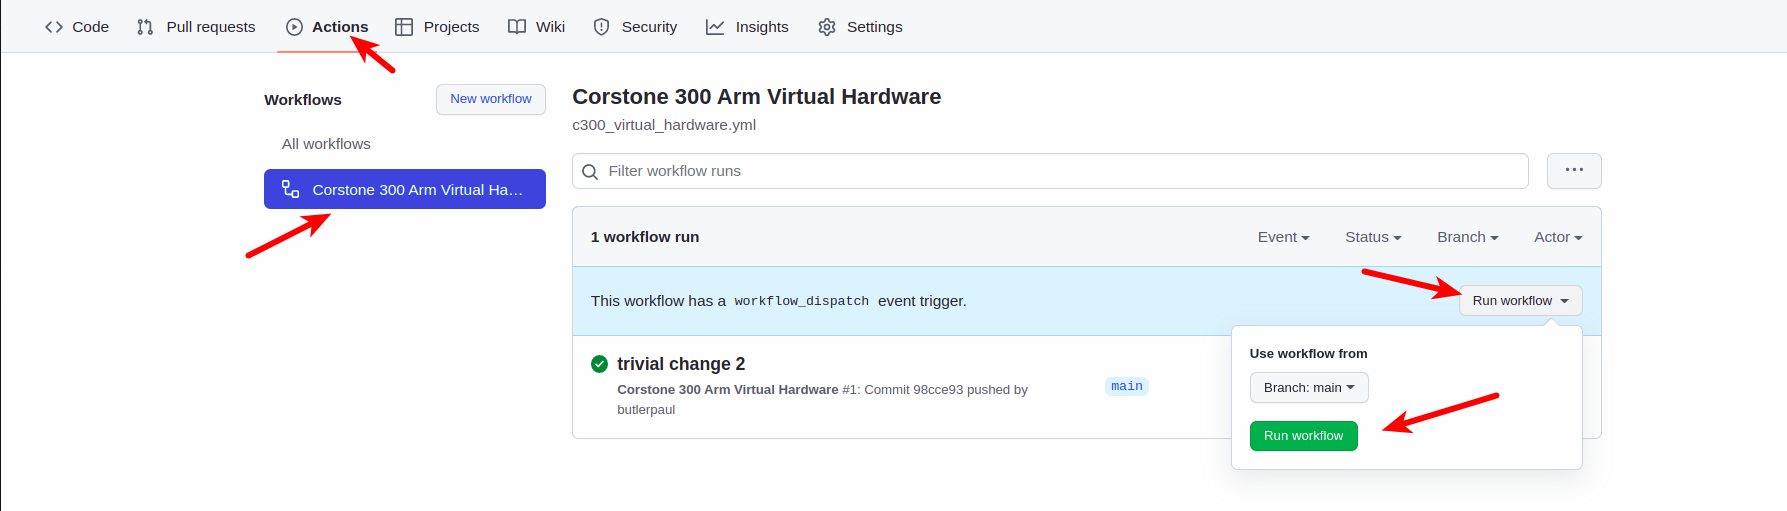 Code Pull requests Actions Projects Wiki Security Insights Settings
Workflows
New workflow
All workflows
Corstone 300 Arm Virtual Ha…
Corstone 300 Arm Virtual Hardware
c300_virtual_hardware.yml
Filter workflow runs
1 workflow run
Event Status Branch Actor
This workflow has a workflow_dispatch event trigger.
Run workflow
trivial change 2
Corstone 300 Arm Virtual Hardware #1: Commit 98cce93 pushed by
butlerpaul
main
Use workflow from
Branch: main
Run workflow